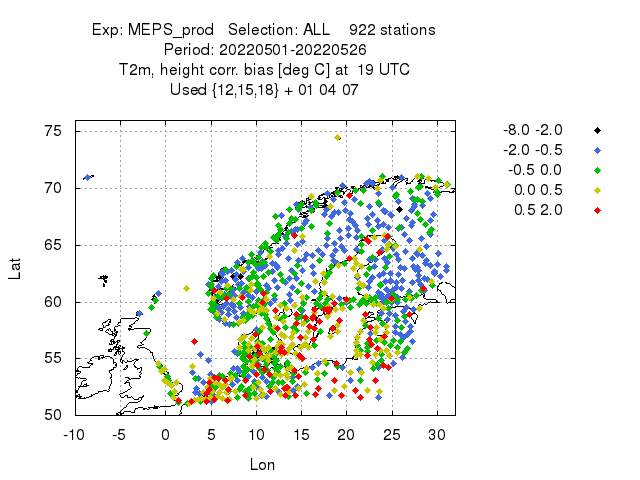 Exp: MEPS_prod   Selection: ALL    922 stations
Period: 20220501-20220526
T2m, height corr. bias [deg C] at  19 UTC
Used {12,15,18} + 01 04 07
-8.0 -2.0
-2.0 -0.5
-0.5 0.0
0.0 0.5
0.5 2.0
75
70
65
60
55
50
Lat
-10 -5 0 5 10 15 20 25 30
Lon